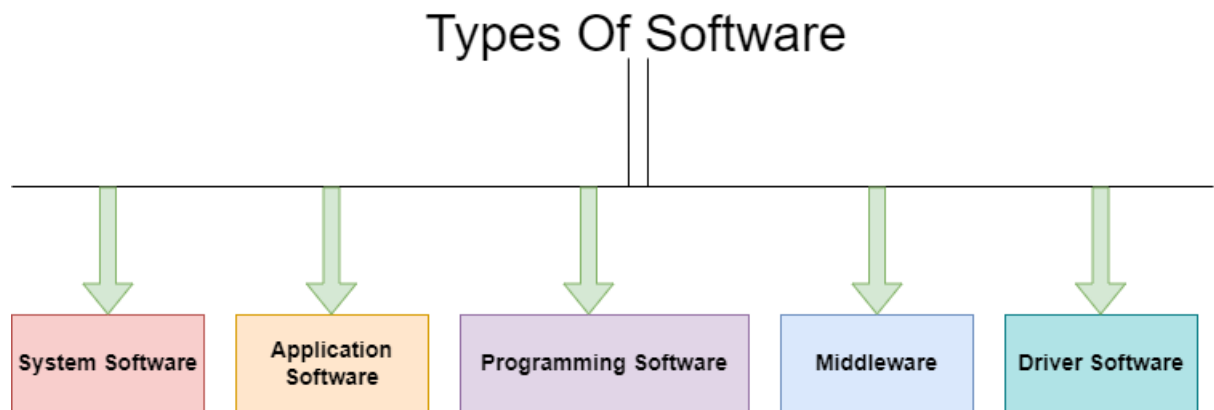 Types Of Software
System Software
Application
Software
Programming Software
Middleware
Driver Software